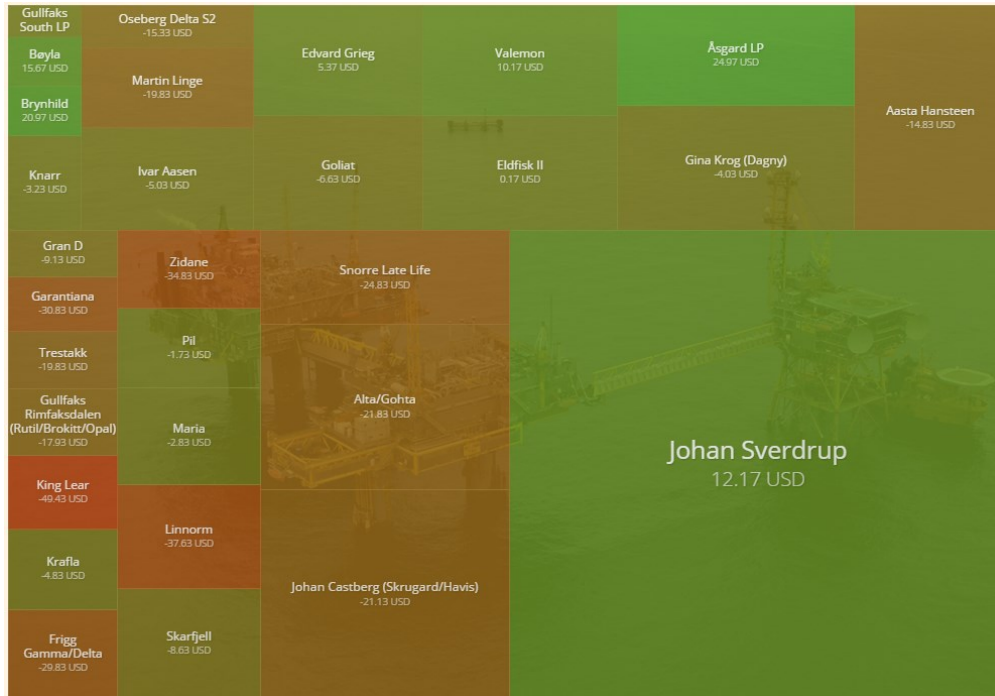 Gullfaks
South LP
Oseberg Delta S2
-15.33 USD
Bøyla
15.67 USD
Brynhild
20.97 USD
Martin Linge
-19.83 USD
Knarr
-3.23 USD
Ivar Aasen
-5.03 USD
Edvard Grieg
5.37 USD
Valemon
10.17 USD
Goliat
-6.63 USD
Eldfisk II
0.17 USD
Åsgard LP
24.97 USD
Gina Krog (Dagny)
-4.03 USD
Aasta Hansteen
-14.83 USD
Gran D
-9.13 USD
Garantiana
-30.83 USD
Trestakk
-19.83 USD
Gullfaks
Rimfaksdalen
(Rutil/Brokitt/Opal)
-17.93 USD
King Lear
-49.43 USD
Krafla
-4.83 USD
Frigg
Gamma/Delta
-29.83 USD
Zidane
-34.83 USD
Pil
-1.73 USD
Maria
-2.83 USD
Linnorm
-37.63 USD
Skarfjell
-8.63 USD
Snorre Late Life
-24.83 USD
Alta/Gohta
-21.83 USD
Johan Castberg (Skrugard/Havis)
-21.13 USD
Johan Sverdrup
12.17 USD